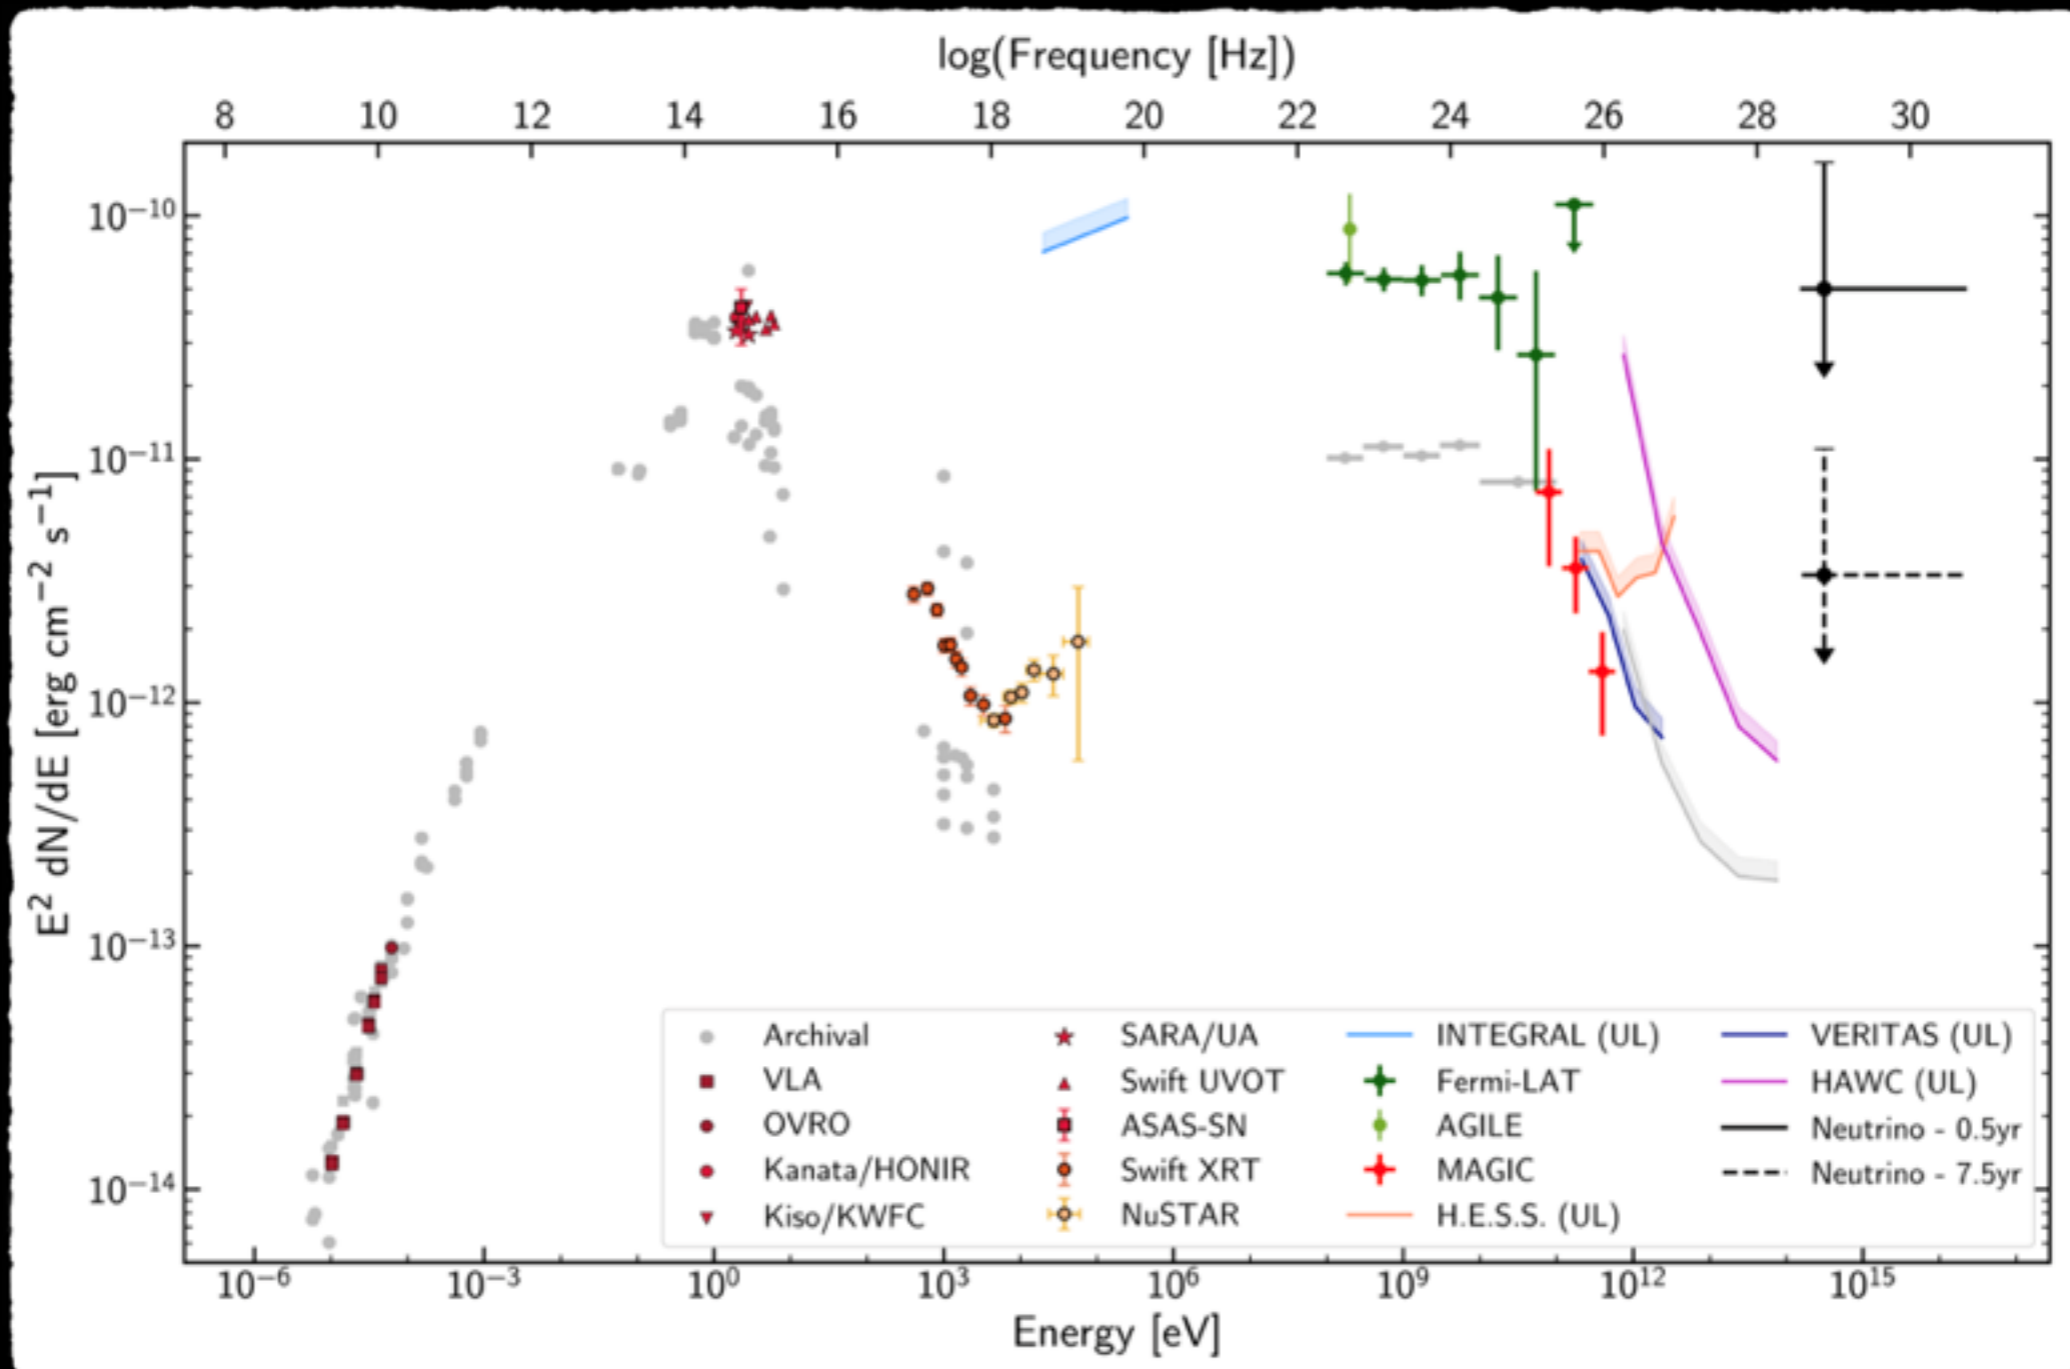 log(Frequency [Hz])
8 10 12 14 16 18 20 22 24 26 28 30
E² dN/dE [erg cm⁻² s⁻¹]
10⁻¹⁰
10⁻¹¹
10⁻¹²
10⁻¹³
10⁻¹⁴
Archival
VLA
OVRO
Kanata/HONIR
Kiso/KWFC
SARA/UA
Swift UVOT
ASAS-SN
Swift XRT
NuSTAR
INTEGRAL (UL)
Fermi-LAT
AGILE
MAGIC
H.E.S.S. (UL)
VERITAS (UL)
HAWC (UL)
Neutrino - 0.5yr
Neutrino - 7.5yr
10⁻⁶ 10⁻³ 10⁰ 10³ 10⁶ 10⁹ 10¹² 10¹⁵
Energy [eV]